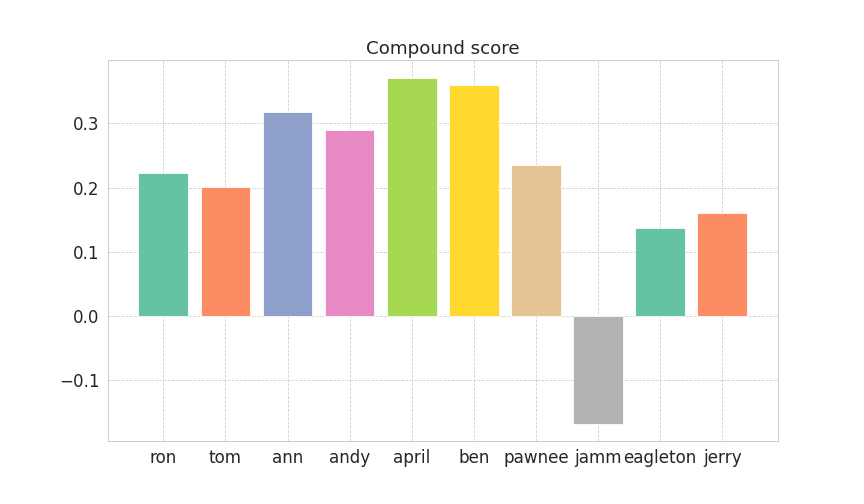 Compound score
0.3
0.2
0.1
0.0
−0.1
ron tom ann andy april ben pawnee jamm eagleton jerry